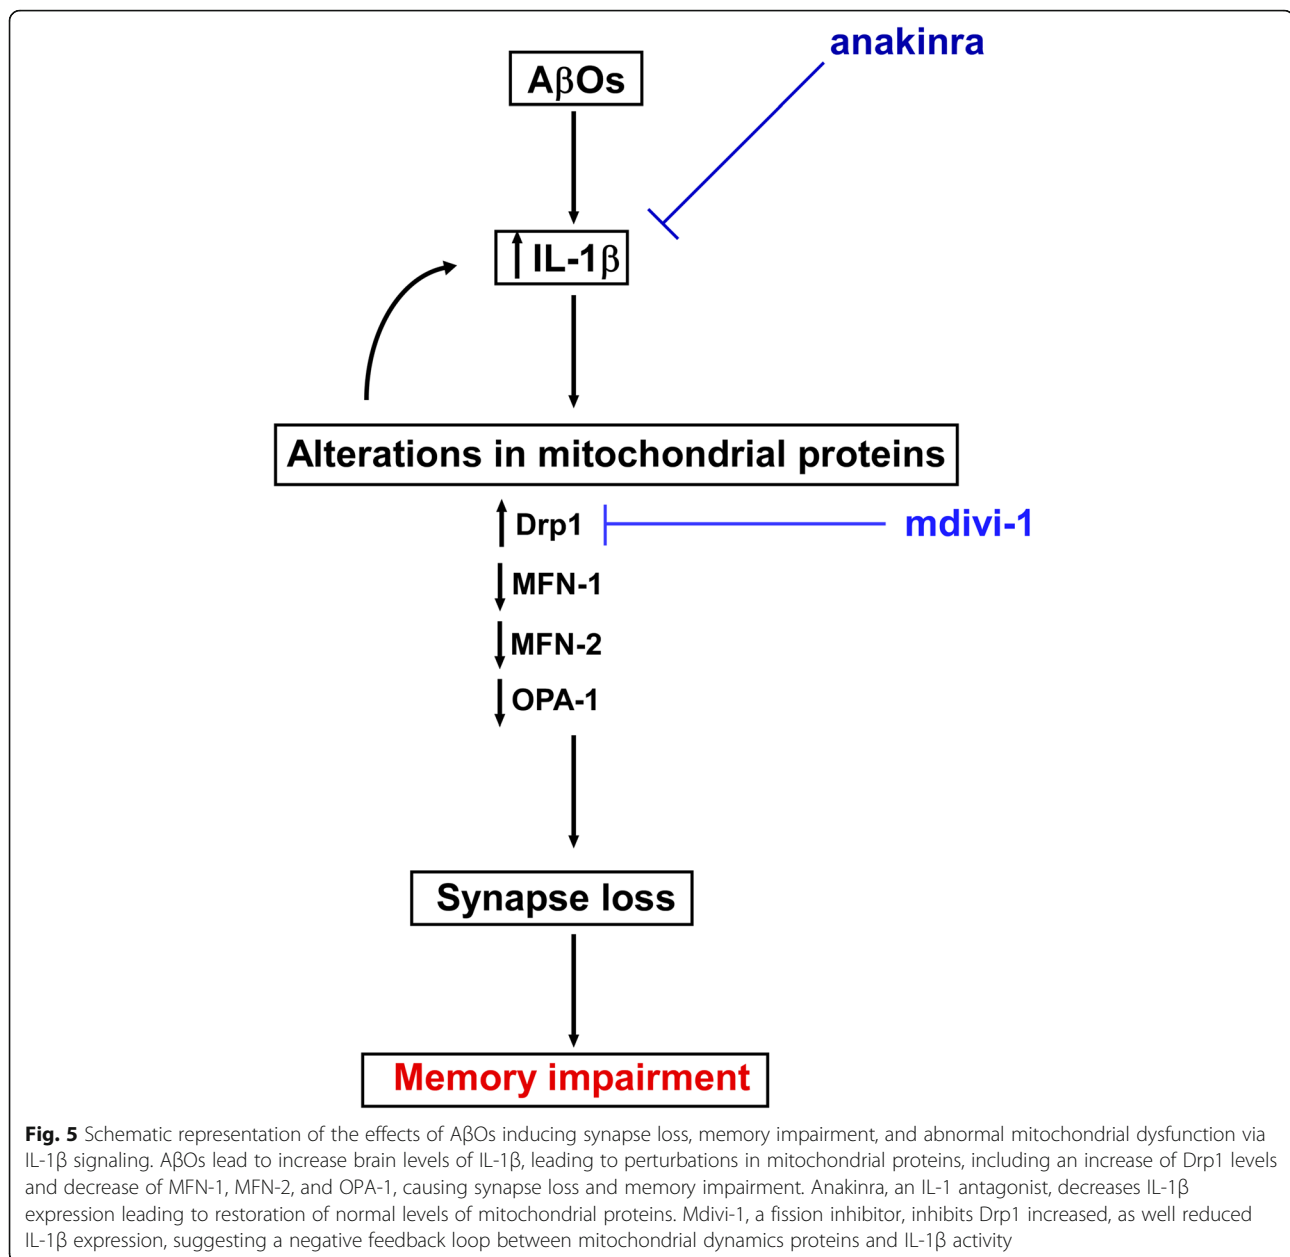 anakinra
AβOs
IL-1β
Alterations in mitochondrial proteins
Drp1
mdivi-1
MFN-1
MFN-2
OPA-1
Synapse loss
Memory impairment
Fig. 5 Schematic representation of the effects of AβOs inducing synapse loss, memory impairment, and abnormal mitochondrial dysfunction via
IL-1β signaling. AβOs lead to increase brain levels of IL-1β, leading to perturbations in mitochondrial proteins, including an increase of Drp1 levels
and decrease of MFN-1, MFN-2, and OPA-1, causing synapse loss and memory impairment. Anakinra, an IL-1 antagonist, decreases IL-1β
expression leading to restoration of normal levels of mitochondrial proteins. Mdivi-1, a fission inhibitor, inhibits Drp1 increased, as well reduced
IL-1β expression, suggesting a negative feedback loop between mitochondrial dynamics proteins and IL-1β activity